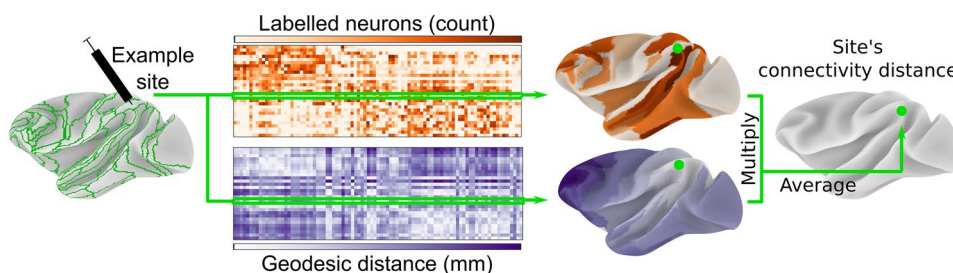 Example
site
Labelled neurons (count)
Geodesic distance (mm)
Multiply
Average
Site's
connectivity distance